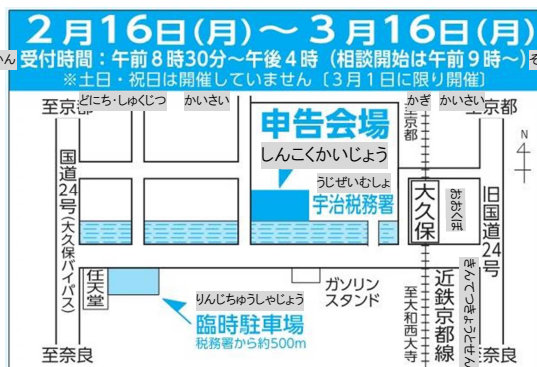 2月16日(月)～3月16日(月)
いん
受付時間：午前8時30分～午後4時（相談開始は午前9時～）
※土日・祝日は開催していません〔3月1日に限り開催〕
どにち・しゅくじつ
かいさい
かぎ
かいさい
至京都
至京都
至京都
申告会場
しんこくかいじょう
うじぜいむしょ
宇治税務署
国道24号(大久保バイパス)
大久保
おおくぼ
旧国道24号
N
4
任天堂
りんじちゅうしゃじょう
臨時駐車場
税務署から約500m
ガソリン
スタンド
至大和西大寺
近鉄京都線
きんてつきょうとせん
至奈良
至奈良